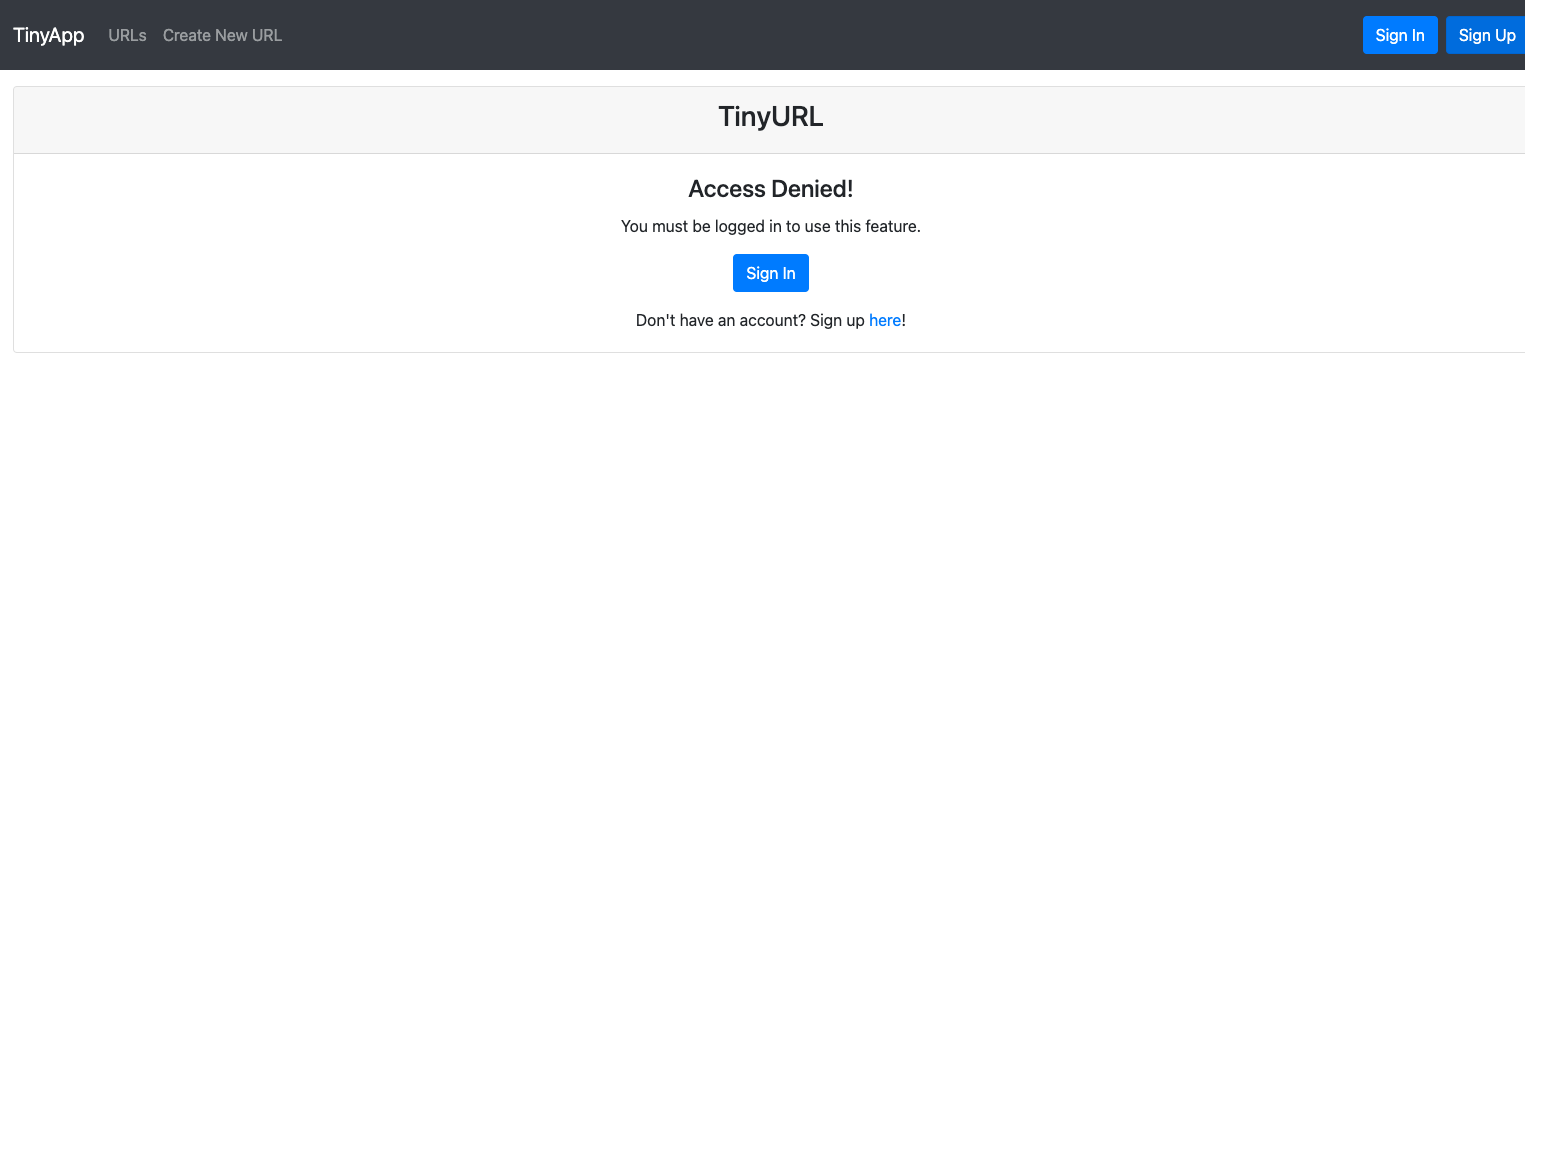 TinyApp URLs Create New URL Sign In Sign Up
TinyURL
Access Denied!
You must be logged in to use this feature.
Sign In
Don't have an account? Sign up here!